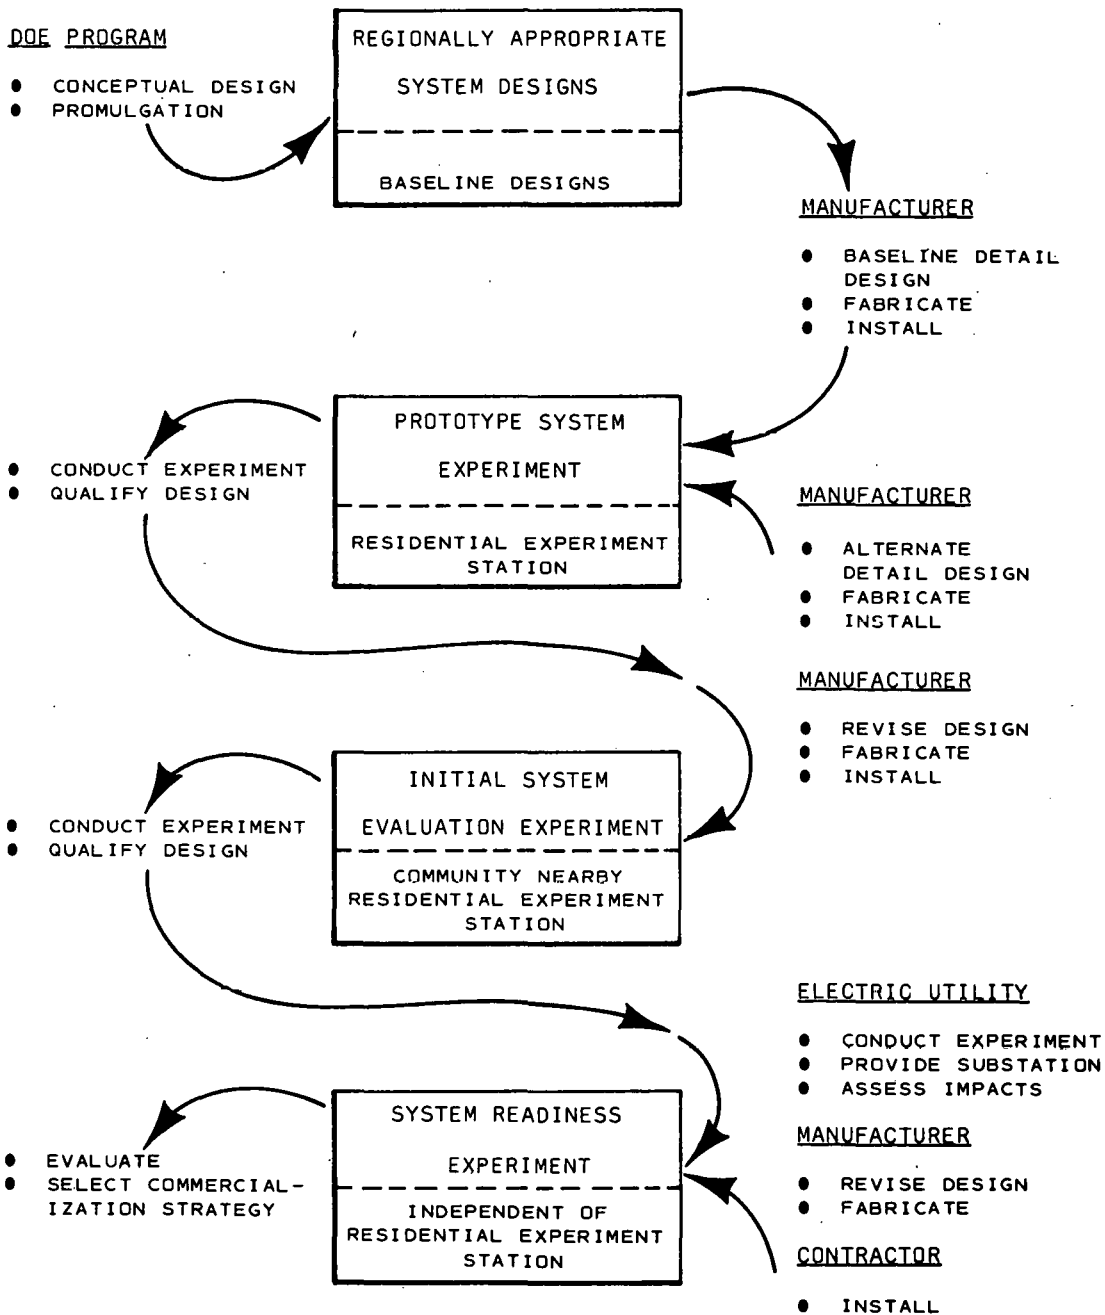 DOE PROGRAM
● CONCEPTUAL DESIGN
● PROMULGATION
REGIONALLY APPROPRIATE
SYSTEM DESIGNS
BASELINE DESIGNS
MANUFACTURER
● BASELINE DETAIL
DESIGN
● FABRICATE
● INSTALL
PROTOTYPE SYSTEM
EXPERIMENT
RESIDENTIAL EXPERIMENT
STATION
● CONDUCT EXPERIMENT
● QUALIFY DESIGN
MANUFACTURER
● ALTERNATE
DETAIL DESIGN
● FABRICATE
● INSTALL
MANUFACTURER
● REVISE DESIGN
● FABRICATE
● INSTALL
INITIAL SYSTEM
EVALUATION EXPERIMENT
COMMUNITY NEARBY
RESIDENTIAL EXPERIMENT
STATION
● CONDUCT EXPERIMENT
● QUALIFY DESIGN
ELECTRIC UTILITY
● CONDUCT EXPERIMENT
● PROVIDE SUBSTATION
● ASSESS IMPACTS
MANUFACTURER
● REVISE DESIGN
● FABRICATE
CONTRACTOR
● INSTALL
SYSTEM READINESS
EXPERIMENT
INDEPENDENT OF
RESIDENTIAL EXPERIMENT
STATION
● EVALUATE
● SELECT COMMERCIAL-
IZATION STRATEGY